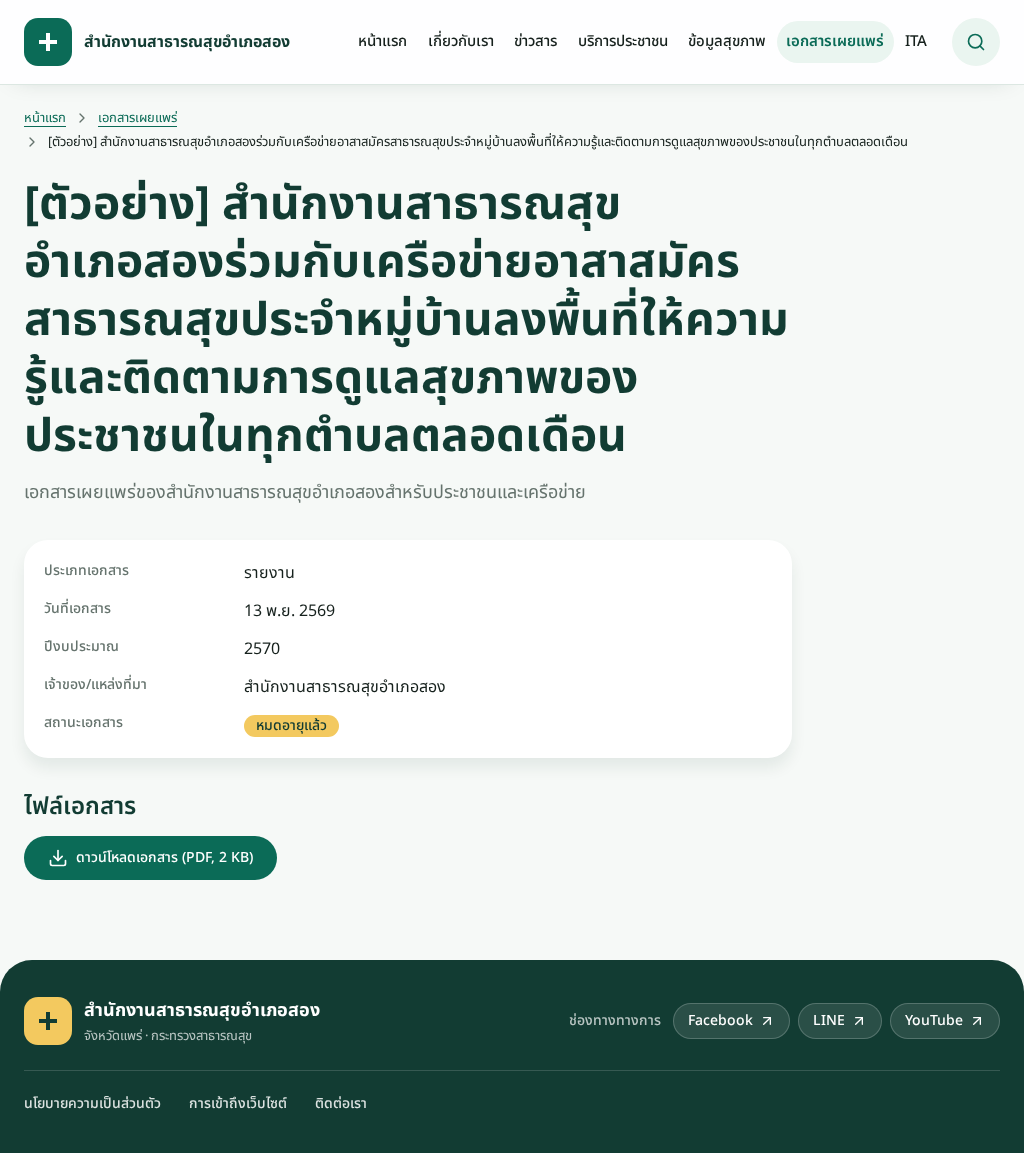 สำนักงานสาธารณสุขอำเภอสอง
หน้าแรก
เกี่ยวกับเรา
ข่าวสาร
บริการประชาชน
ข้อมูลสุขภาพ
เอกสารเผยแพร่
ITA
หน้าแรก
เอกสารเผยแพร่
[ตัวอย่าง] สำนักงานสาธารณสุขอำเภอสองร่วมกับเครือข่ายอาสาสมัครสาธารณสุขประจำหมู่บ้านลงพื้นที่ให้ความรู้และติดตามการดูแลสุขภาพของประชาชนในทุกตำบลตลอดเดือน
[ตัวอย่าง] สำนักงานสาธารณสุข
อำเภอสองร่วมกับเครือข่ายอาสาสมัคร
สาธารณสุขประจำหมู่บ้านลงพื้นที่ให้ความ
รู้และติดตามการดูแลสุขภาพของ
ประชาชนในทุกตำบลตลอดเดือน
เอกสารเผยแพร่ของสำนักงานสาธารณสุขอำเภอสองสำหรับประชาชนและเครือข่าย
ประเภทเอกสาร
รายงาน
วันที่เอกสาร
13 พ.ย. 2569
ปีงบประมาณ
2570
เจ้าของ/แหล่งที่มา
สำนักงานสาธารณสุขอำเภอสอง
สถานะเอกสาร
หมดอายุแล้ว
ไฟล์เอกสาร
ดาวน์โหลดเอกสาร (PDF, 2 KB)
สำนักงานสาธารณสุขอำเภอสอง
จังหวัดแพร่ · กระทรวงสาธารณสุข
ช่องทางทางการ
Facebook
LINE
YouTube
นโยบายความเป็นส่วนตัว
การเข้าถึงเว็บไซต์
ติดต่อเรา